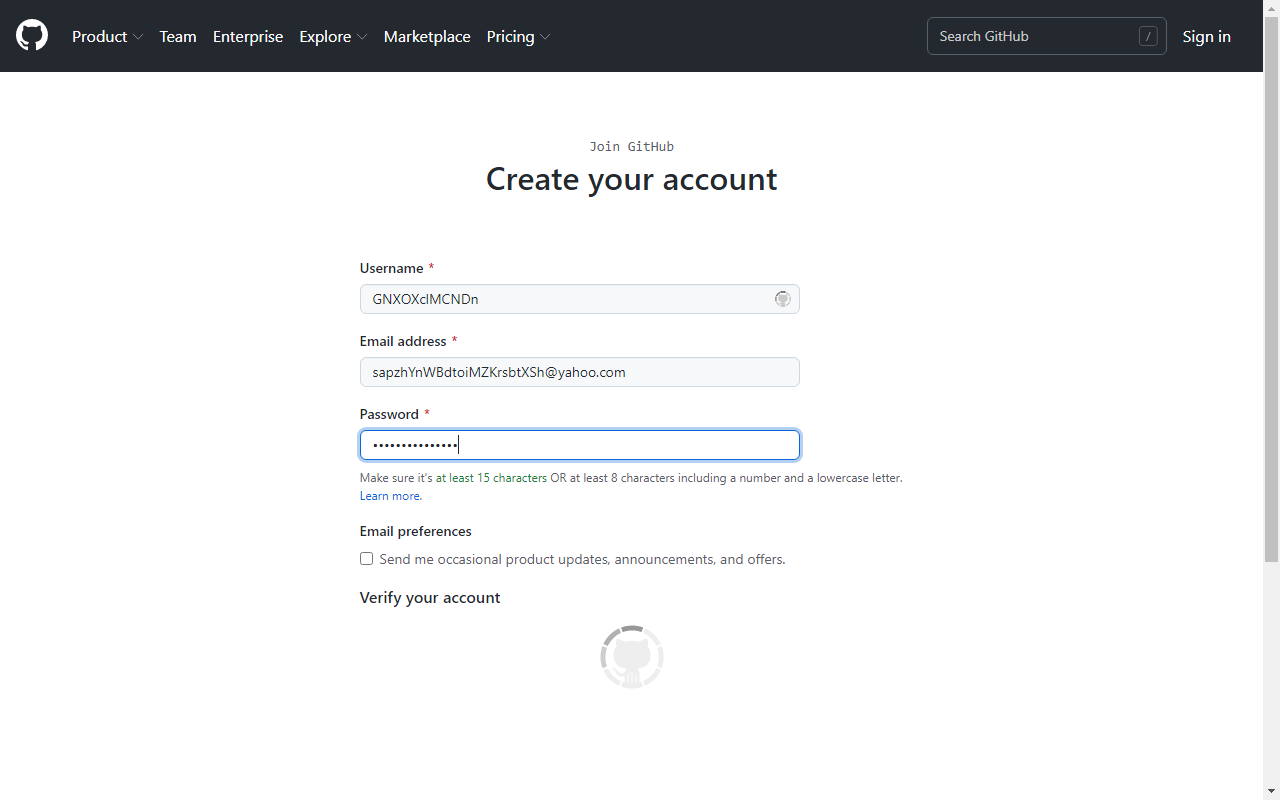 Product Team Enterprise Explore Marketplace Pricing Search GitHub / Sign in
Join GitHub
Create your account
Username *
GNXOXclMCNDn
Email address *
sapzhYnWBdtoiMZKrsbtXSh@yahoo.com
Password *
•••••••••••••••
Make sure it's at least 15 characters OR at least 8 characters including a number and a lowercase letter.
Learn more.
Email preferences
Send me occasional product updates, announcements, and offers.
Verify your account